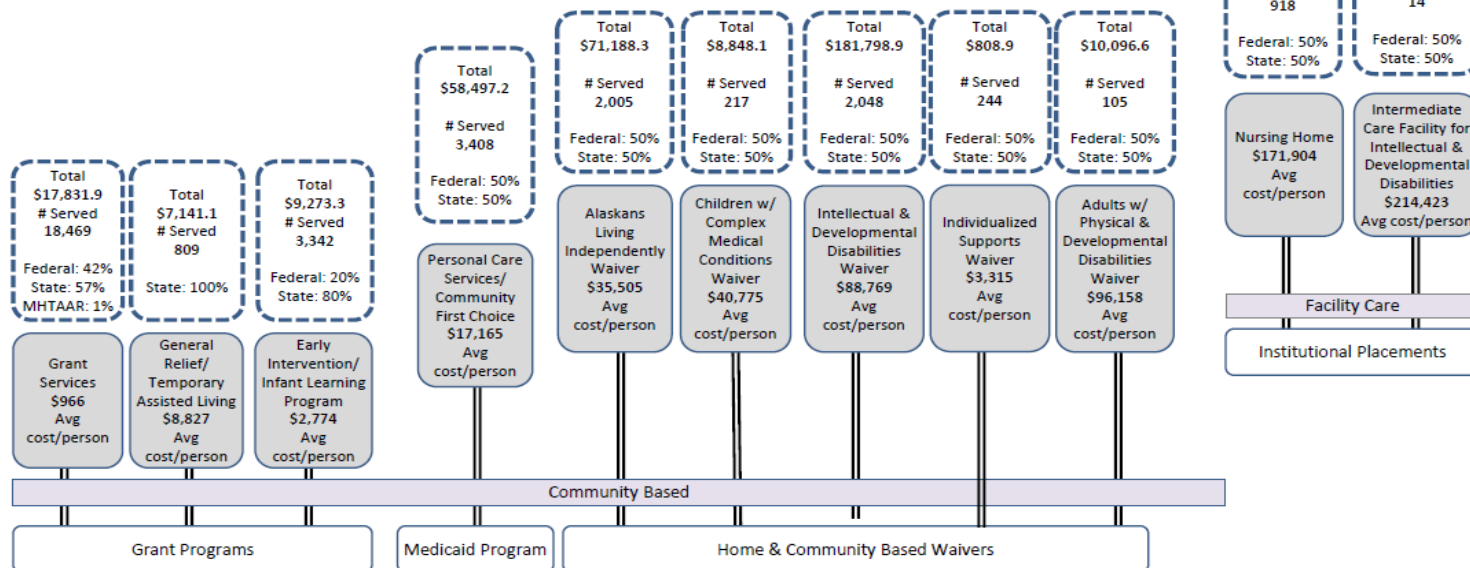 Total
$17,831.9
# Served
18,469
Federal: 42%
State: 57%
MHTAAR: 1%
Grant
Services
$966
Avg
cost/person
Total
$7,141.1
# Served
809
State: 100%
General
Relief/
Temporary
Assisted Living
$8,827
Avg
cost/person
Total
$9,273.3
# Served
3,342
Federal: 20%
State: 80%
Early
Intervention/
Infant Learning
Program
$2,774
Avg
cost/person
Total
$58,497.2
# Served
3,408
Federal: 50%
State: 50%
Personal Care
Services/
Community
First Choice
$17,165
Avg
cost/person
Total
$71,188.3
# Served
2,005
Federal: 50%
State: 50%
Alaskans
Living
Independently
Waiver
$35,505
Avg
cost/person
Total
$8,848.1
# Served
217
Federal: 50%
State: 50%
Children w/
Complex
Medical
Conditions
Waiver
$40,775
Avg
cost/person
Total
$181,798.9
# Served
2,048
Federal: 50%
State: 50%
Intellectual &
Developmental
Disabilities
Waiver
$88,769
Avg
cost/person
Total
$808.9
# Served
244
Federal: 50%
State: 50%
Individualized
Supports
Waiver
$3,315
Avg
cost/person
Total
$10,096.6
# Served
105
Federal: 50%
State: 50%
Adults w/
Physical &
Developmental
Disabilities
Waiver
$96,158
Avg
cost/person
918
Federal: 50%
State: 50%
Nursing Home
$171,904
Avg
cost/person
14
Federal: 50%
State: 50%
Intermediate
Care Facility for
Intellectual &
Developmental
Disabilities
$214,423
Avg cost/person
Facility Care
Institutional Placements
Community Based
Grant Programs
Medicaid Program
Home & Community Based Waivers